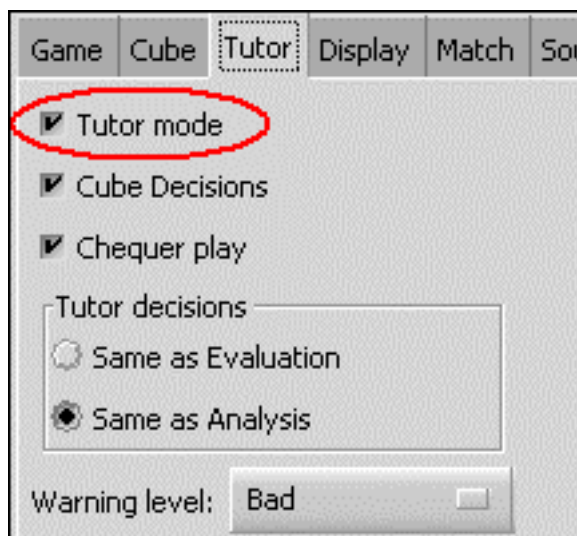 Game Cube Tutor Display Match Sou
Tutor mode
Cube Decisions
Chequer play
Tutor decisions
Same as Evaluation
Same as Analysis
Warning level: Bad